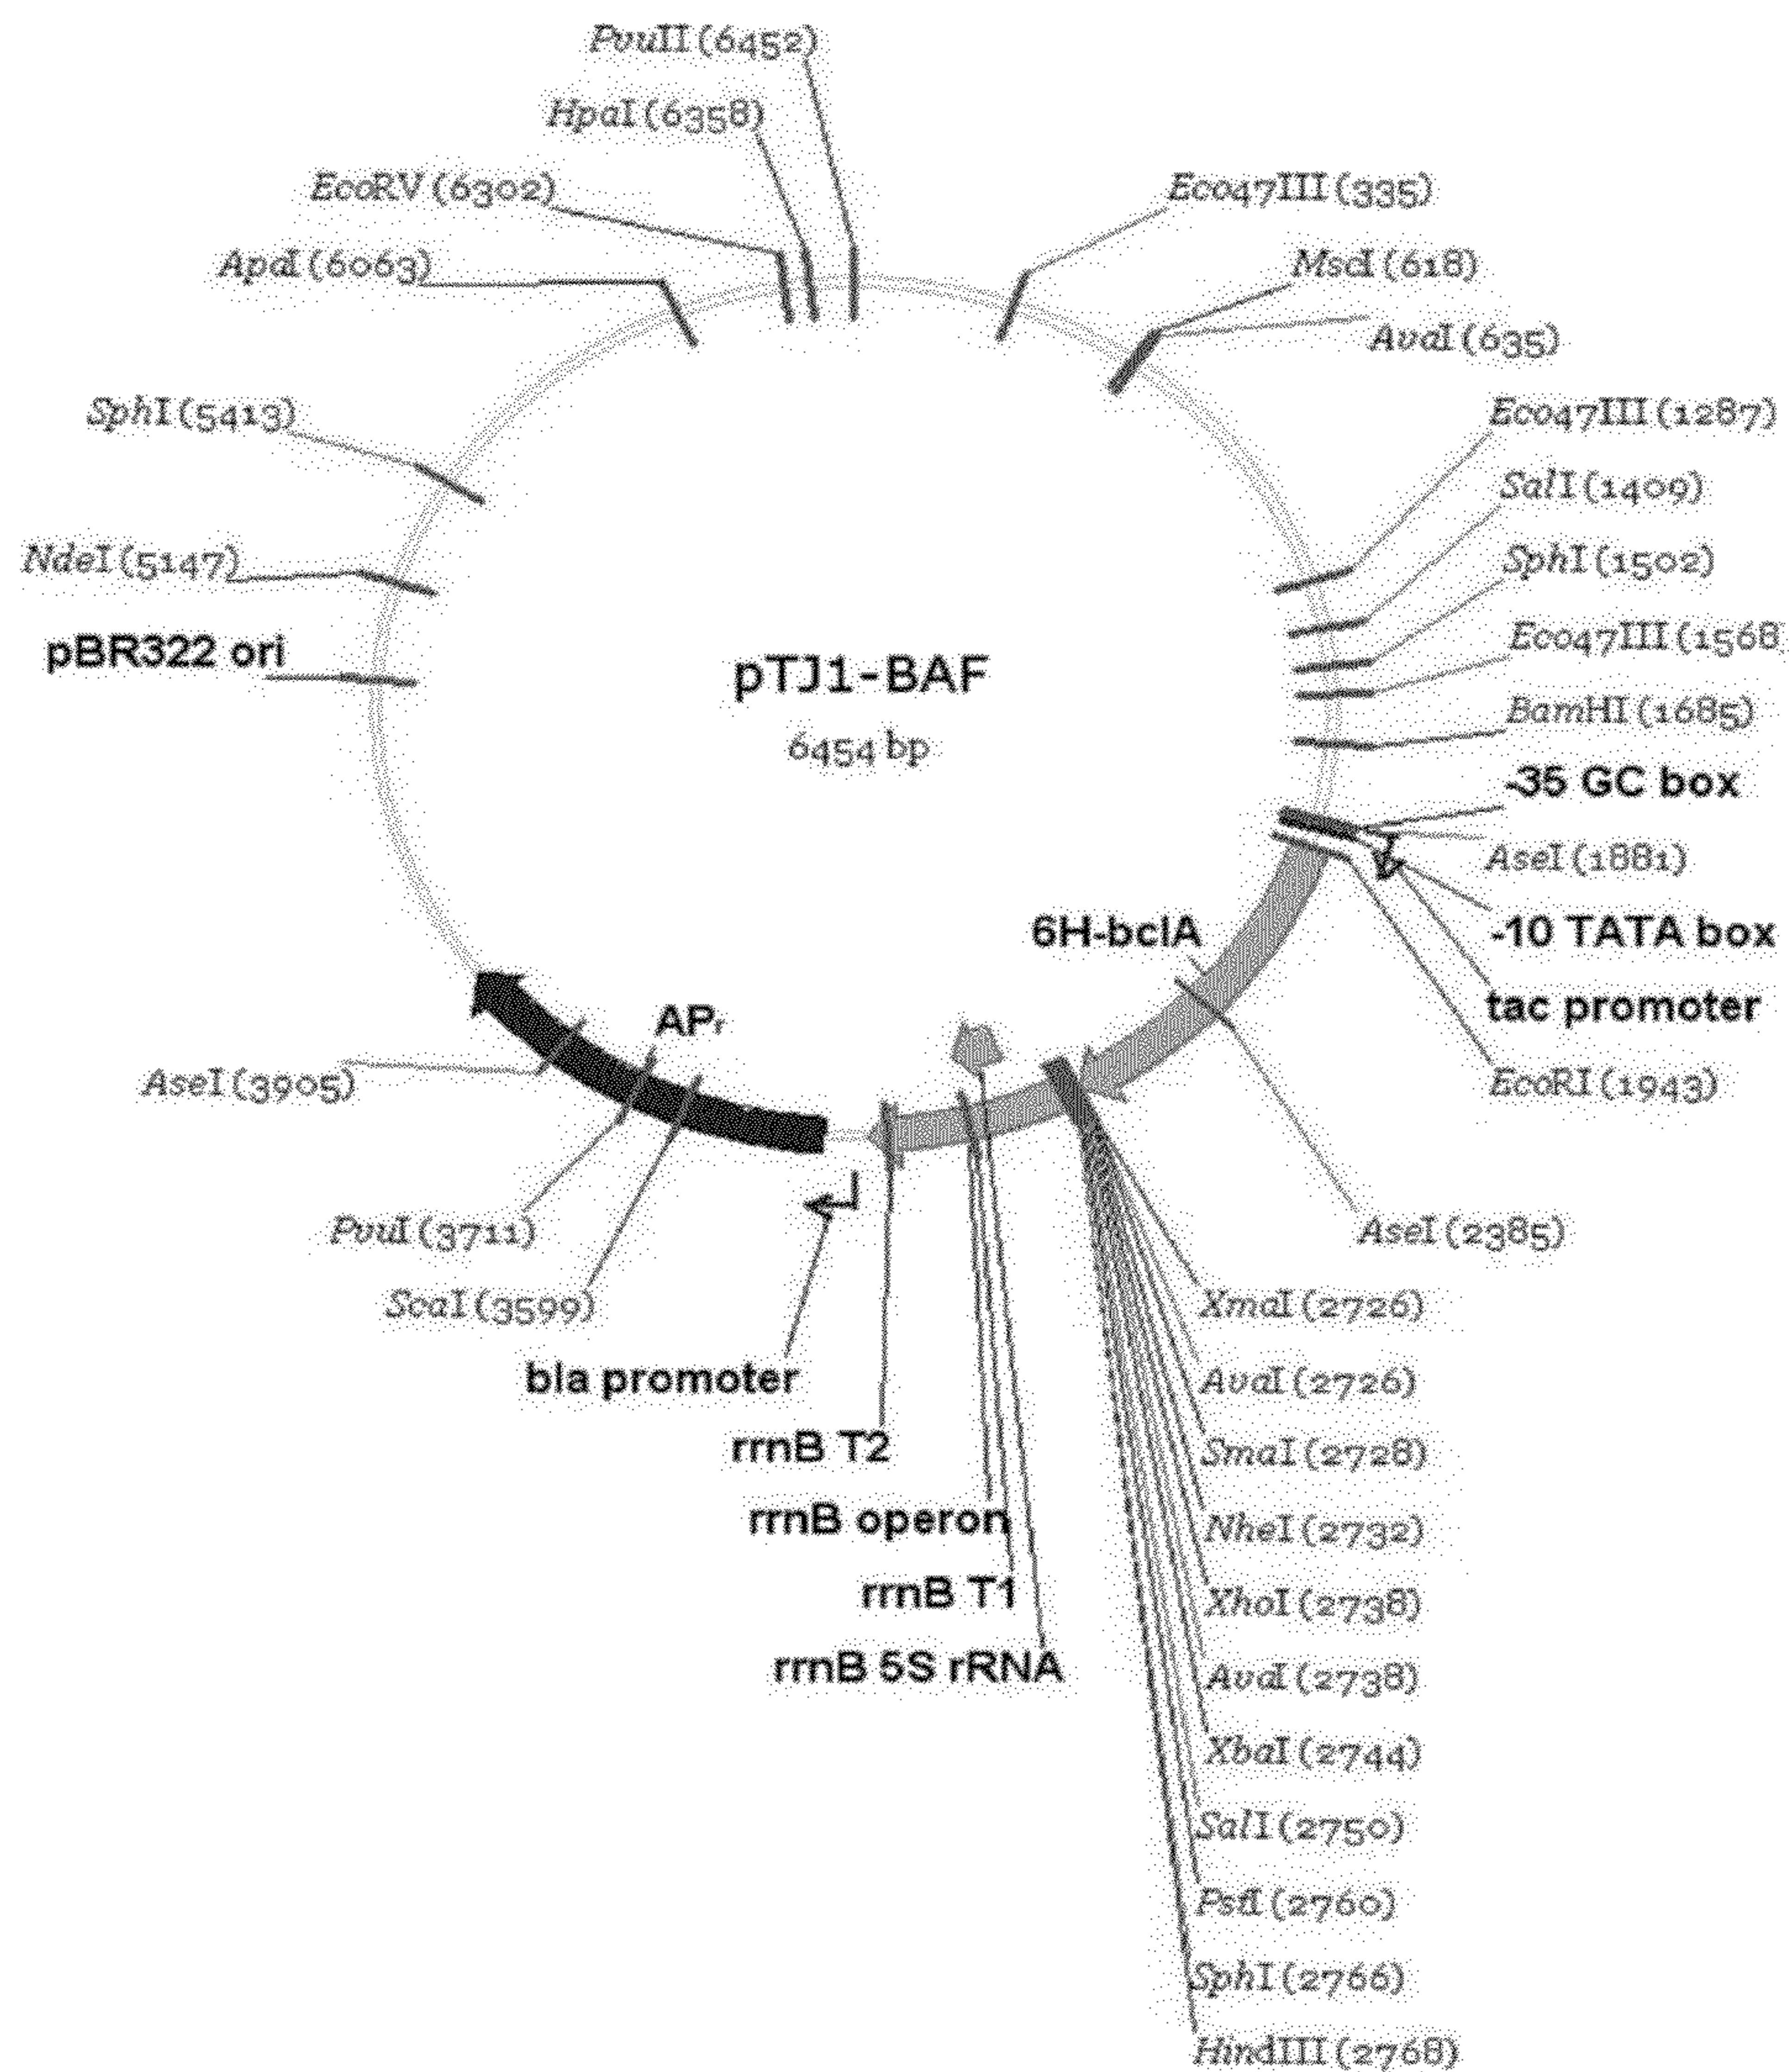 PvuII (6452)
HpaI (6358)
EcoRV (6302)
ApaI (6063)
SphI (5413)
NdeI (5147)
pBR322 ori
Eco47III (335)
MscI (618)
AvaI (635)
Eco47III (1287)
SalI (1409)
SphI (1502)
Eco47III (1568
BamHI (1685)
-35 GC box
AseI (1881)
-10 TATA box
tac promoter
EcoRI (1943)
pTJ1-BAF
6454 bp
6H-bclA
APr
AseI (3905)
PvuI (3711)
ScaI (3599)
bla promoter
rrnB T2
rrnB operon
rrnB T1
rrnB 5S rRNA
AseI (2385)
XmaI (2726)
AvaI (2726)
SmaI (2728)
NheI (2732)
XhoI (2738)
AvaI (2738)
XbaI (2744)
SalI (2750)
PstI (2760)
SphI (2766)
HindIII (2768)